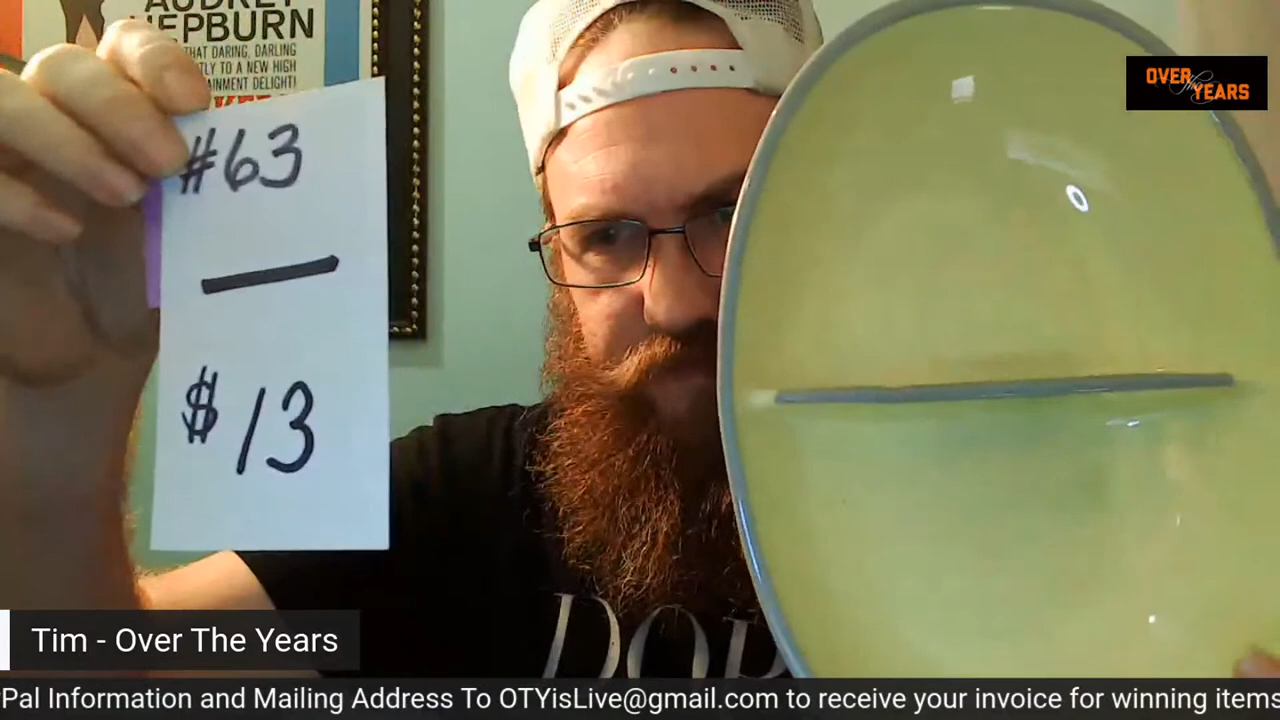 AUDREY
HEPBURN
THAT DARING, DARLING
TLY TO A NEW HIGH
AINMENT DELIGHT!
#63
$13
OVER the YEARS
Tim - Over The Years
Pal Information and Mailing Address To OTYisLive@gmail.com to receive your invoice for winning items